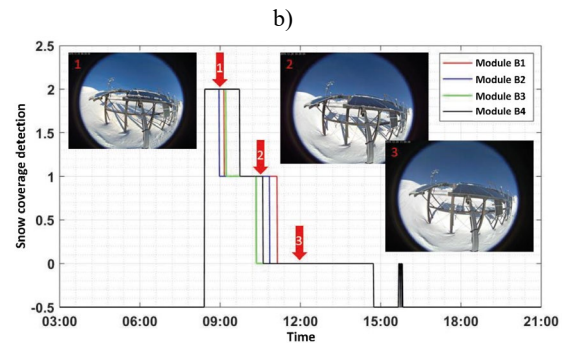 b)
2.5
2
1.5
1
0.5
0
-0.5
Snow coverage detection
03:00 06:00 09:00 12:00 15:00 18:00 21:00
Time
1
2
3
1
2
3
Module B1
Module B2
Module B3
Module B4